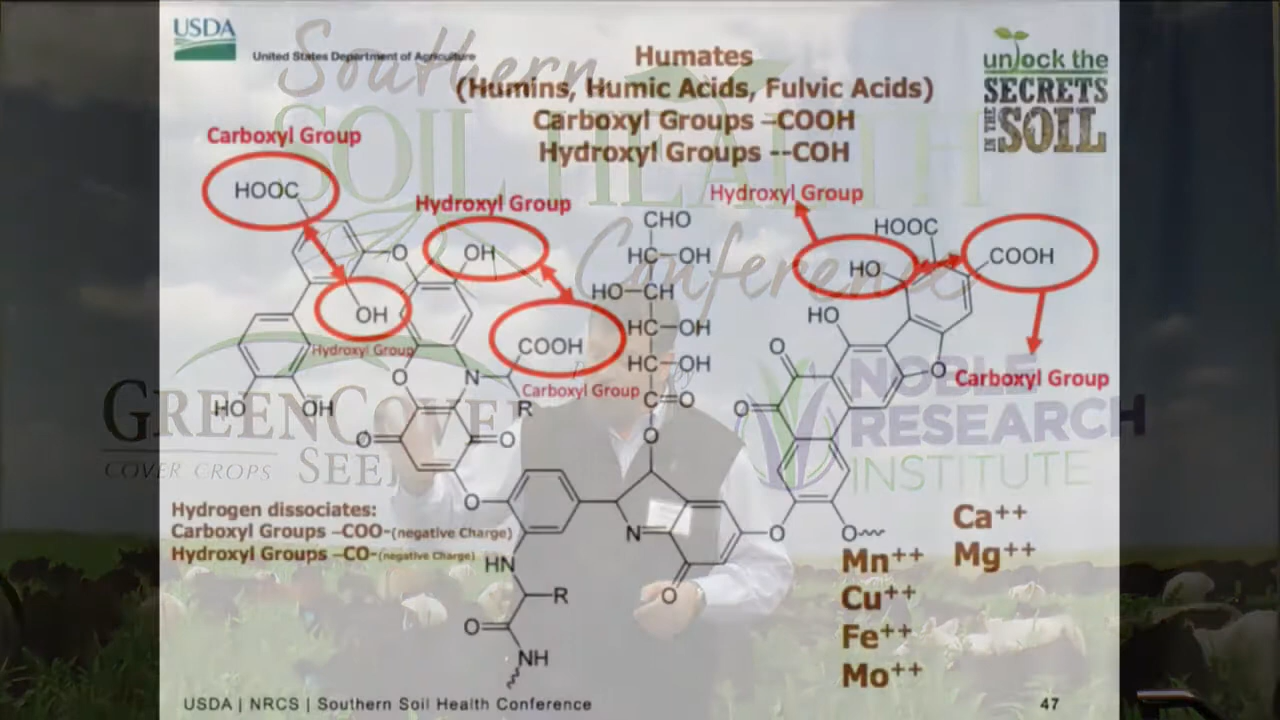 USDA
United States Department of Agriculture
Southern
SOIL HEALTH
Conference
Humates
(Humins, Humic Acids, Fulvic Acids)
Carboxyl Groups –COOH
Hydroxyl Groups --COH
unlock the
SECRETS
IN THE
SOIL
Carboxyl Group
HOOC
Hydroxyl Group
OH
O
OH
Hydroxyl Group
COOH
Carboxyl Group
O
N
R
HO
OH
O
O
O
CHO
HC–OH
HO–CH
HC–OH
HC–OH
C=O
O
Hydroxyl Group
HOOC
HO
COOH
HO
O
O
O
Carboxyl Group
GREENCOVER
COVER CROPS SEED
NOBLE
RESEARCH
INSTITUTE
Hydrogen dissociates:
Carboxyl Groups –COO-(negative Charge)
Hydroxyl Groups –CO-(negative Charge)
HN
R
O
NH
N
O
O
O
Ca++
Mg++
Mn++
Cu++
Fe++
Mo++
USDA | NRCS | Southern Soil Health Conference
47